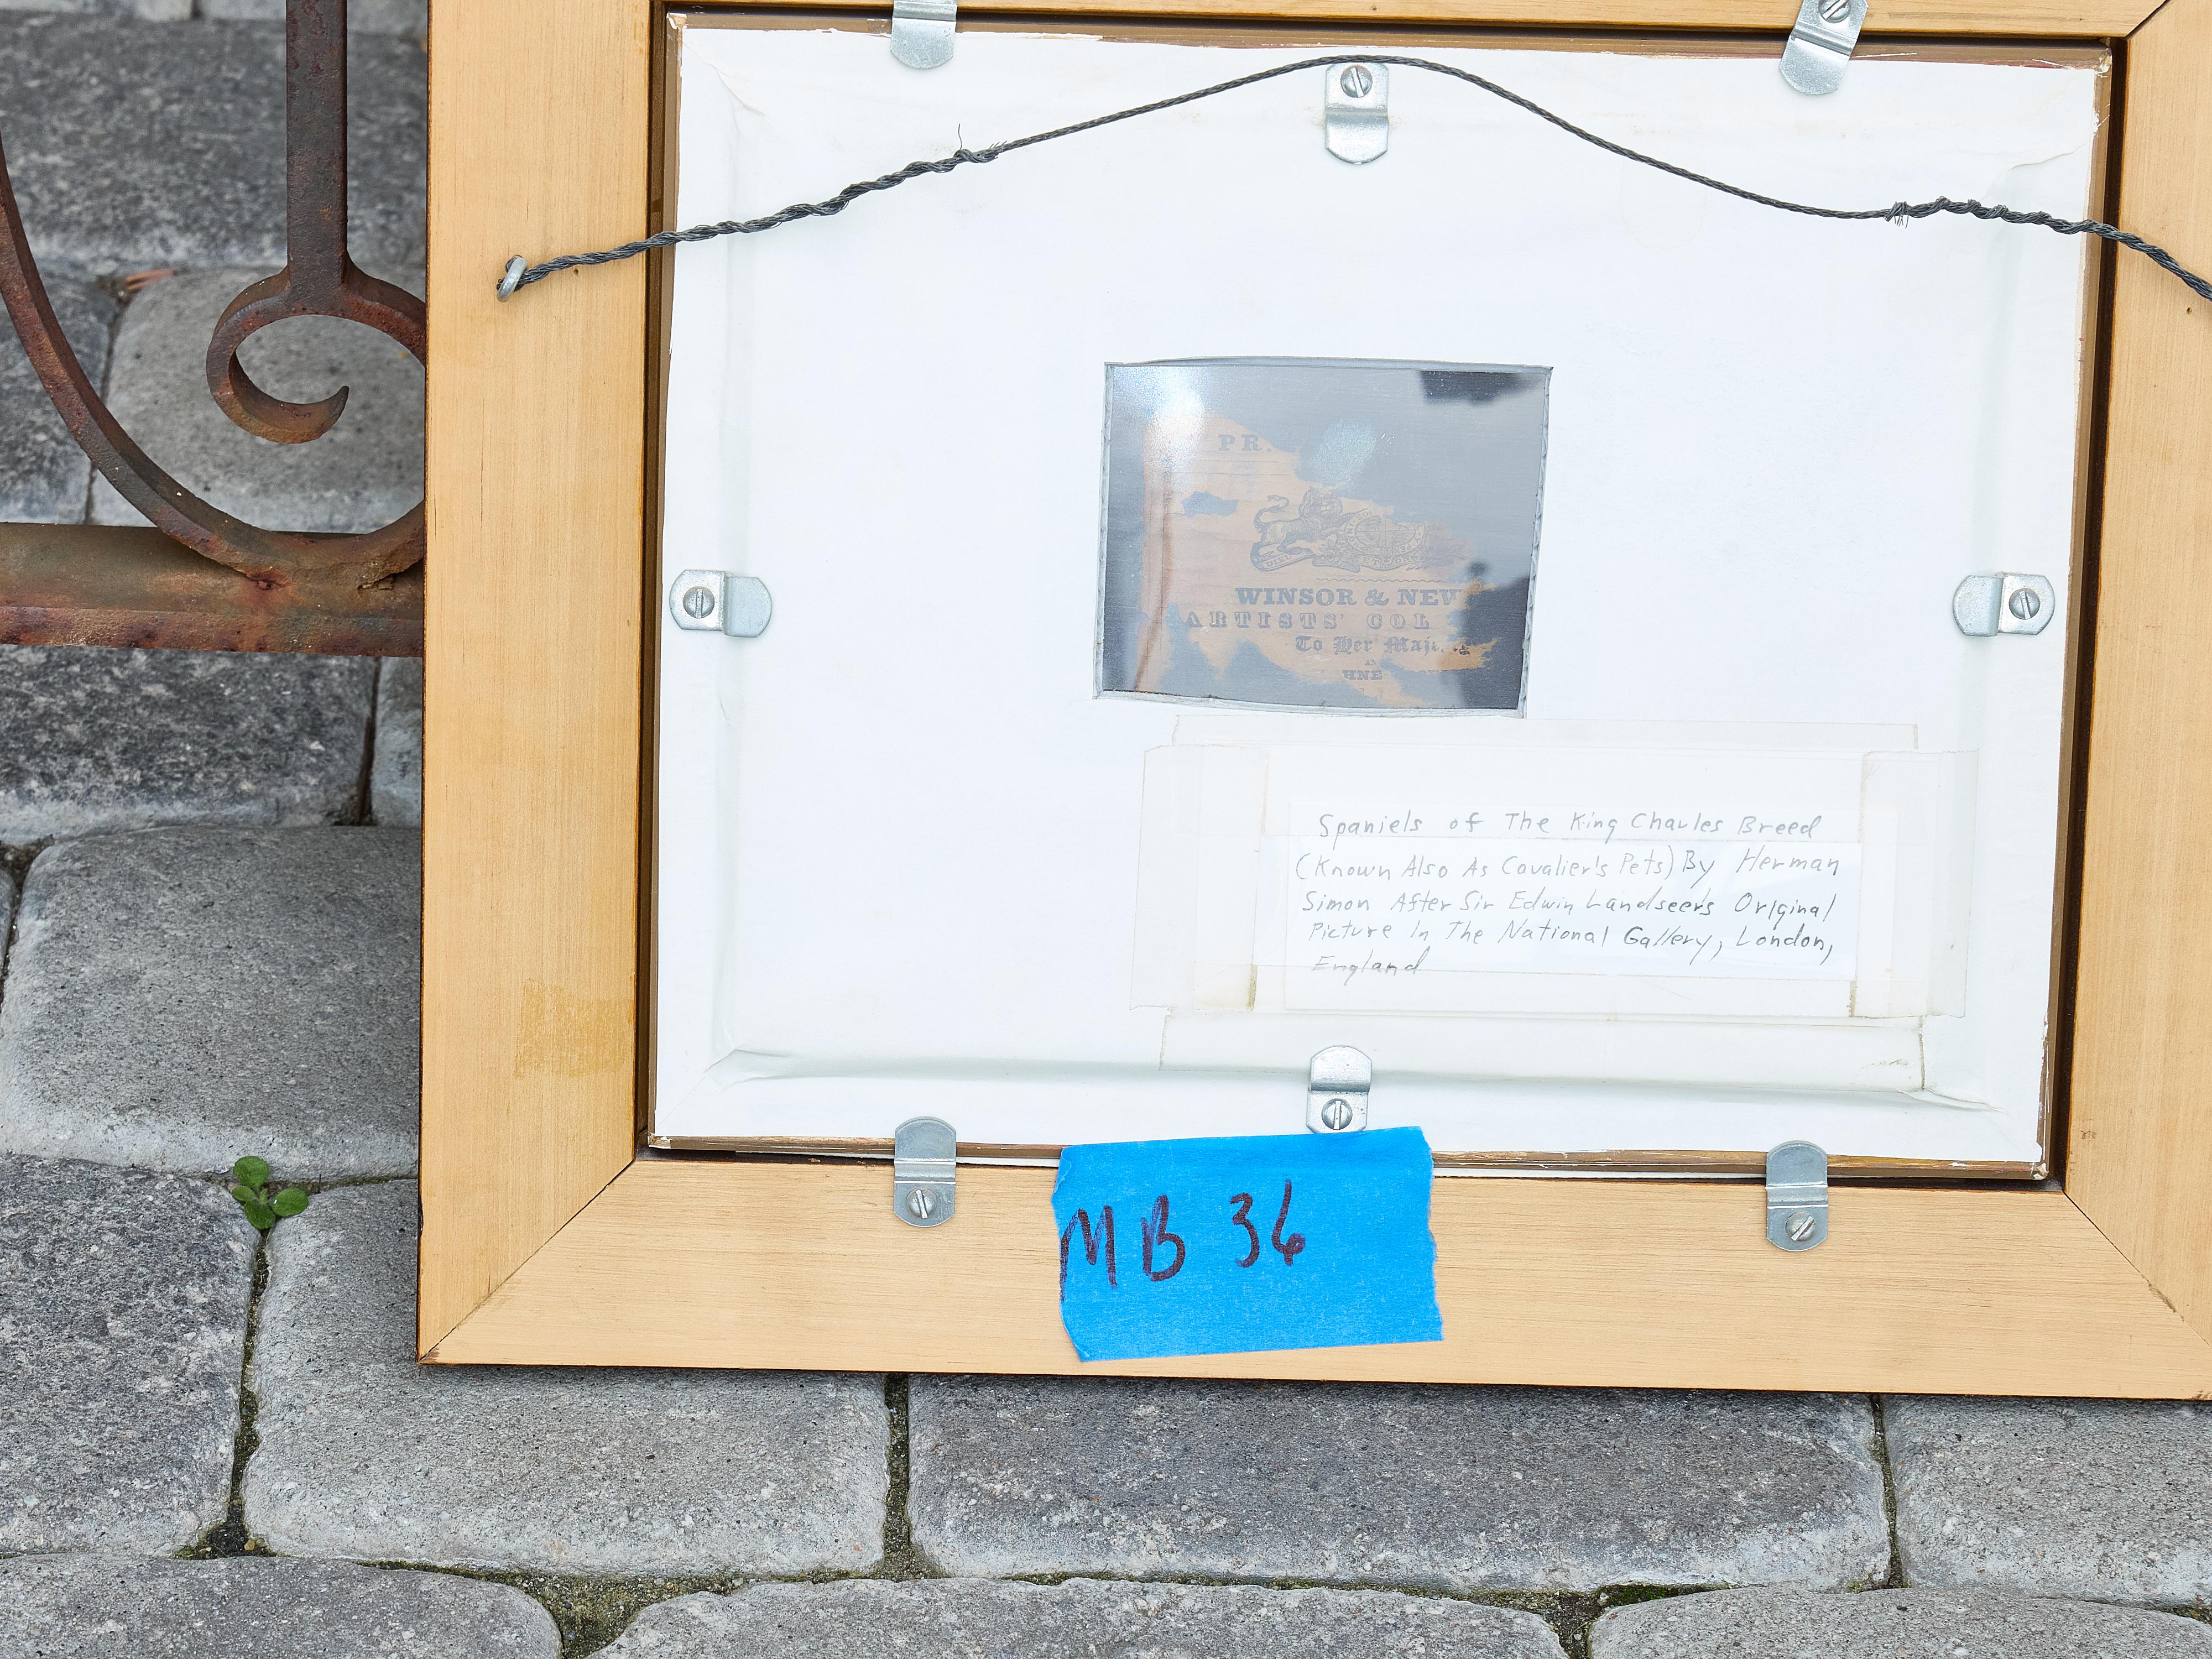 PR
WINSOR & NEW
ARTISTS' COL
To Her Maje
Spaniels of The King Charles Breed
(Known Also As Cavalier's Pets) By Herman
Simon After Sir Edwin Landseer's Original
Picture In The National Gallery, London,
England
MB 36